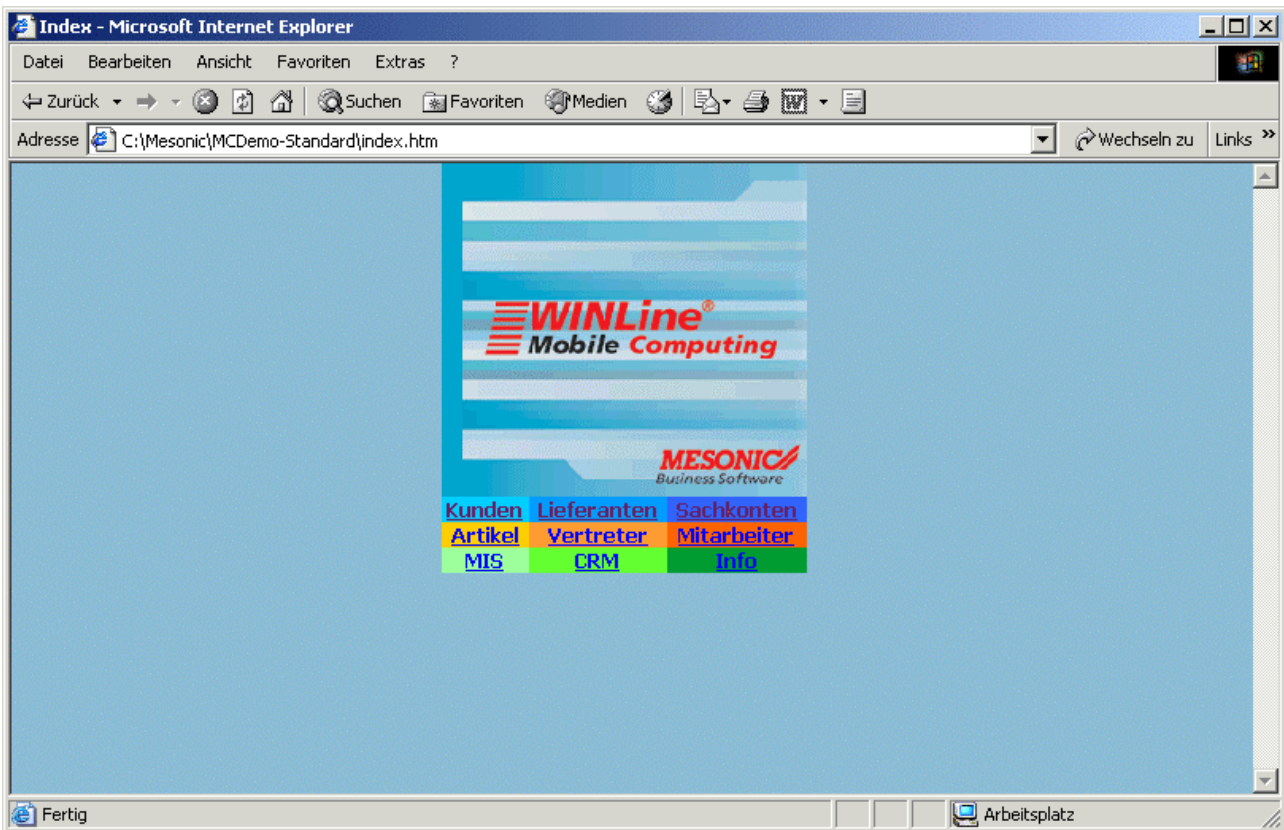 Index - Microsoft Internet Explorer
Datei Bearbeiten Ansicht Favoriten Extras ?
Zurück Suchen Favoriten Medien
Adresse C:\Mesonic\MCDemo-Standard\index.htm Wechseln zu Links »
WINLine®
Mobile Computing
MESONIC
Business Software
Kunden Lieferanten Sachkonten
Artikel Vertreter Mitarbeiter
MIS CRM Info
Fertig Arbeitsplatz